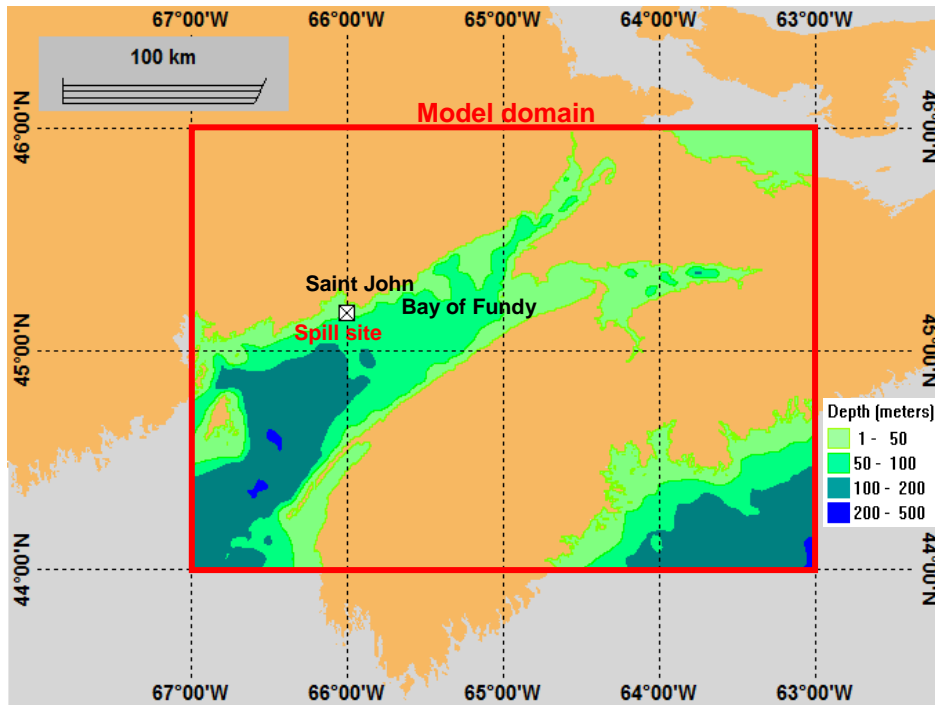 67°00'W 66°00'W 65°00'W 64°00'W 63°00'W
100 km
Model domain
46°00'N
46°00'N
Saint John
Bay of Fundy
Spill site
45°00'N
45°00'N
Depth (meters)
1 - 50
50 - 100
100 - 200
200 - 500
44°00'N
44°00'N
67°00'W 66°00'W 65°00'W 64°00'W 63°00'W